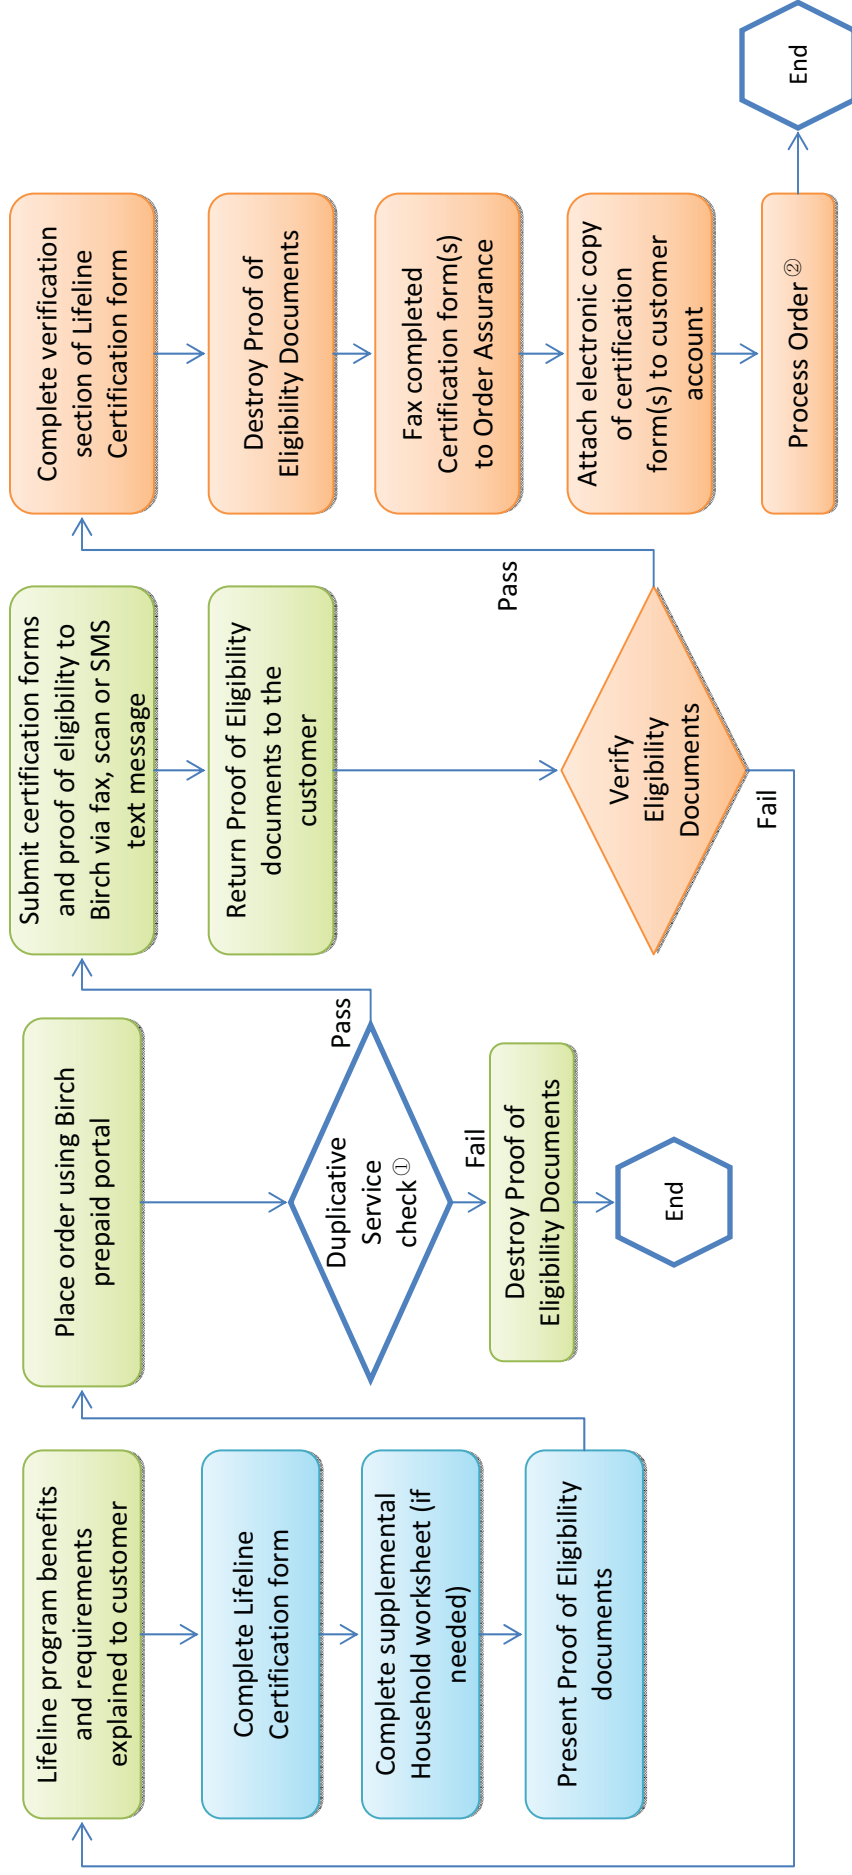 Lifeline program benefits
and requirements
explained to customer
Complete Lifeline
Certification form
Complete supplemental
Household worksheet (if
needed)
Present Proof of Eligibility
documents
Place order using Birch
prepaid portal
Duplicative
Service
check ①
Pass
Fail
Destroy Proof of
Eligibility Documents
End
Submit certification forms
and proof of eligibility to
Birch via fax, scan or SMS
text message
Return Proof of Eligibility
documents to the
customer
Verify
Eligibility
Documents
Pass
Fail
Complete verification
section of Lifeline
Certification form
Destroy Proof of
Eligibility Documents
Fax completed
Certification form(s)
to Order Assurance
Attach electronic copy
of certification
form(s) to customer
account
Process Order ②
End